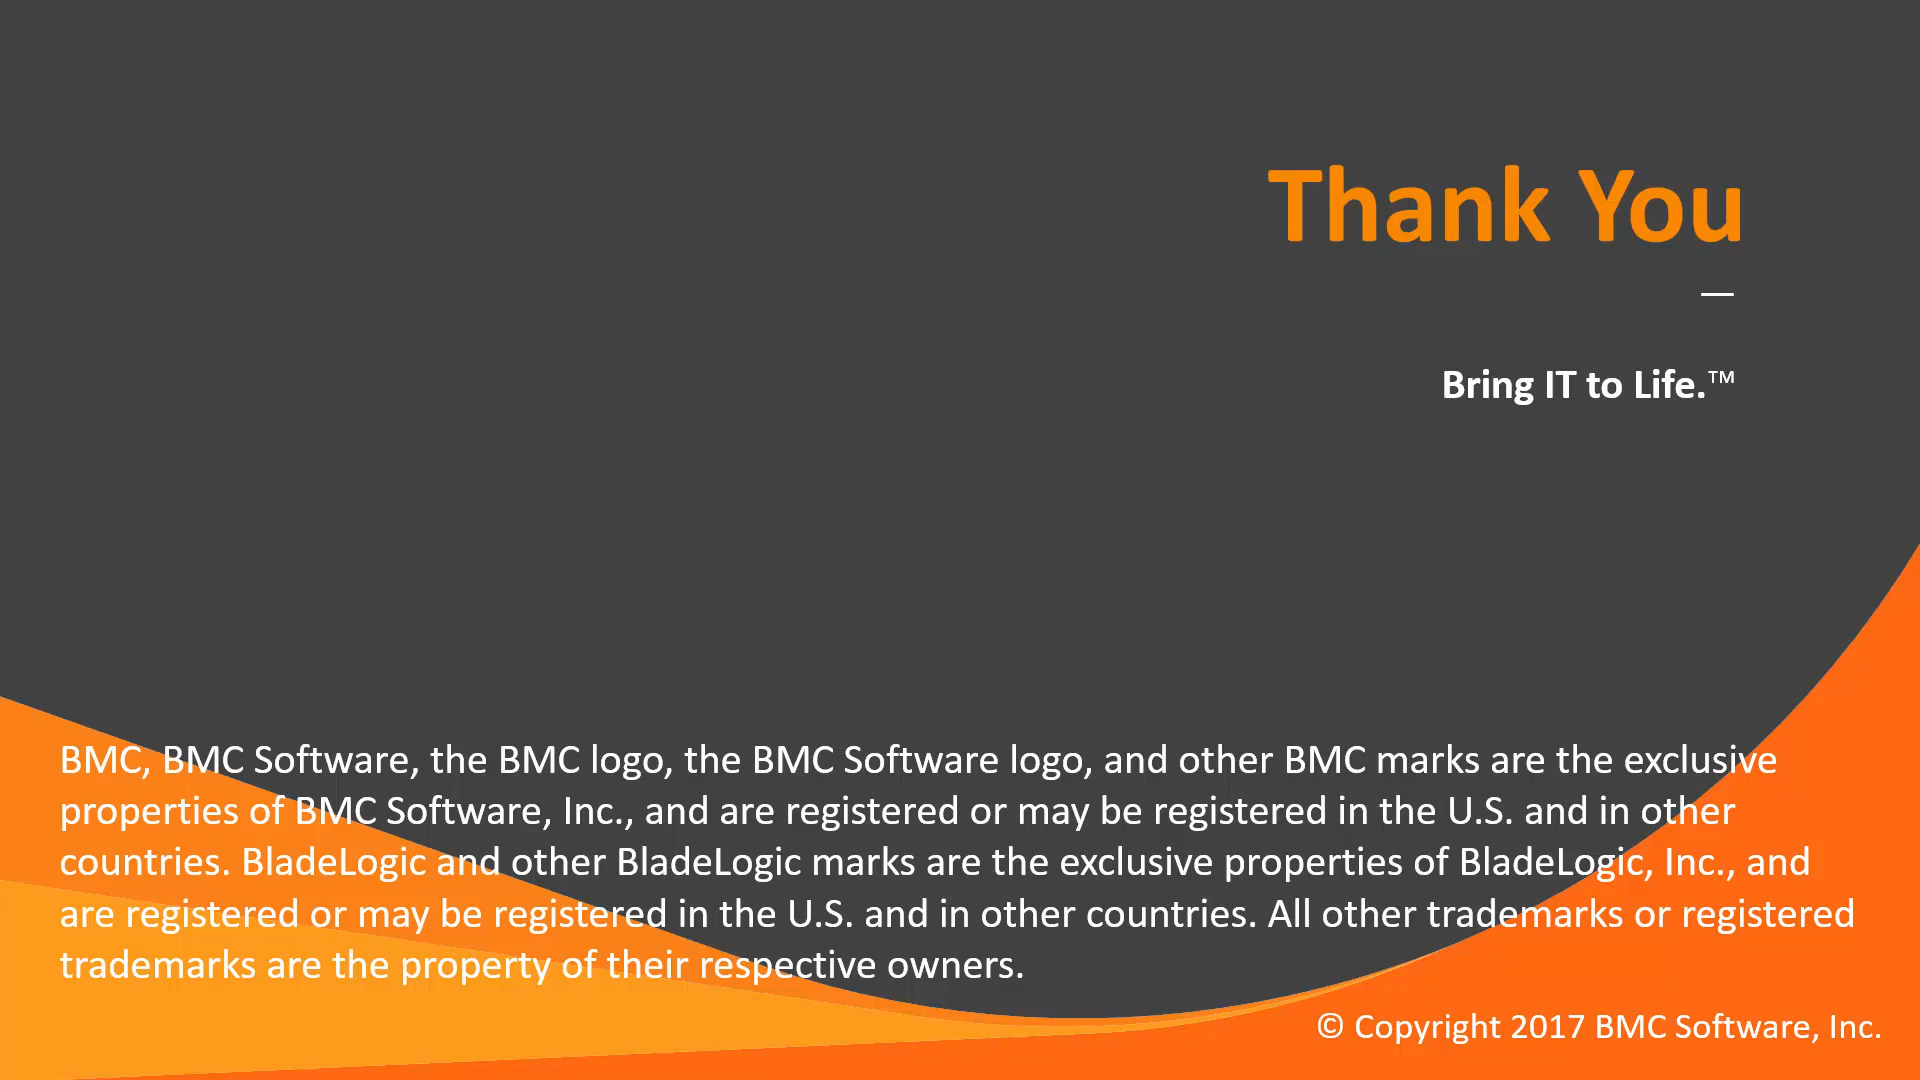 Thank You
—
Bring IT to Life.™
BMC, BMC Software, the BMC logo, the BMC Software logo, and other BMC marks are the exclusive
properties of BMC Software, Inc., and are registered or may be registered in the U.S. and in other
countries. BladeLogic and other BladeLogic marks are the exclusive properties of BladeLogic, Inc., and
are registered or may be registered in the U.S. and in other countries. All other trademarks or registered
trademarks are the property of their respective owners.
© Copyright 2017 BMC Software, Inc.